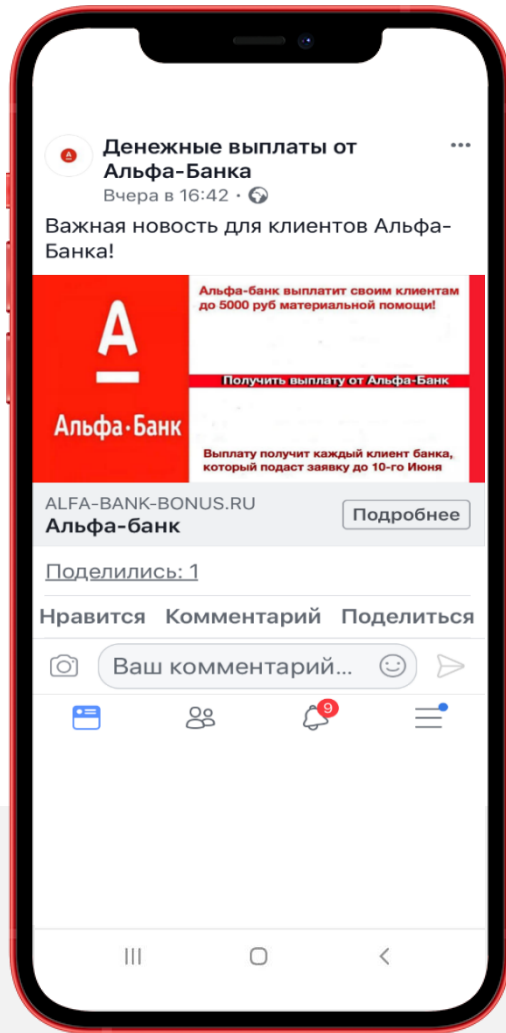 Денежные выплаты от
Альфа-Банка
Вчера в 16:42 ·
Важная новость для клиентов Альфа-
Банка!
Альфа-банк выплатит своим клиентам
до 5000 руб материальной помощи!
Получить выплату от Альфа-Банк
А
Альфа·Банк
Выплату получит каждый клиент банка,
который подаст заявку до 10-го Июня
ALFA-BANK-BONUS.RU
Альфа-банк
Подробнее
Поделились: 1
Нравится Комментарий Поделиться
Ваш комментарий...
9